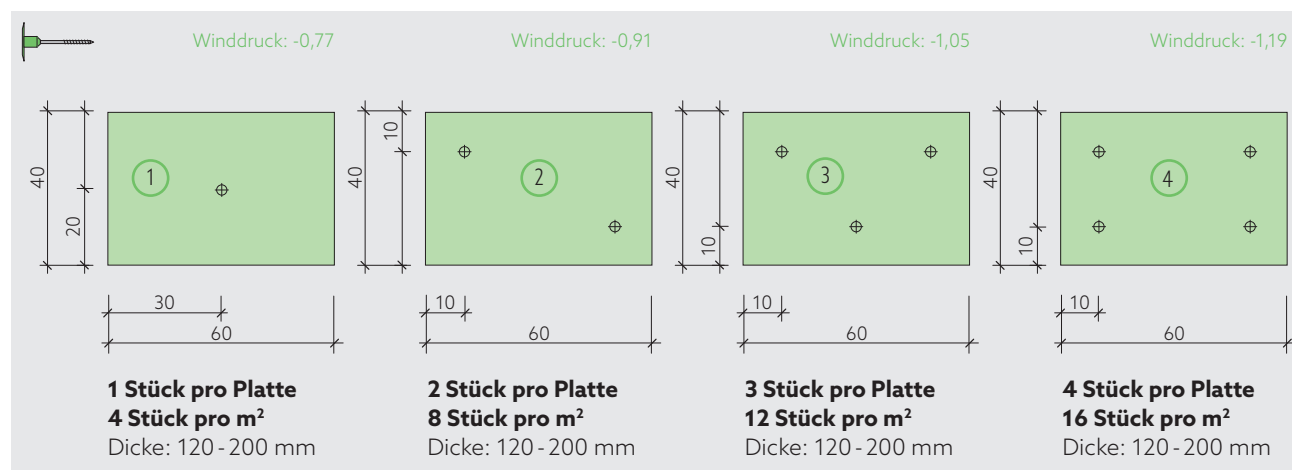 Winddruck: -0,77
Winddruck: -0,91
Winddruck: -1,05
Winddruck: -1,19
40
20
1
30
60
40
10
2
10
60
40
10
3
10
60
40
10
4
10
60
1 Stück pro Platte
4 Stück pro m²
Dicke: 120 - 200 mm
2 Stück pro Platte
8 Stück pro m²
Dicke: 120 - 200 mm
3 Stück pro Platte
12 Stück pro m²
Dicke: 120 - 200 mm
4 Stück pro Platte
16 Stück pro m²
Dicke: 120 - 200 mm